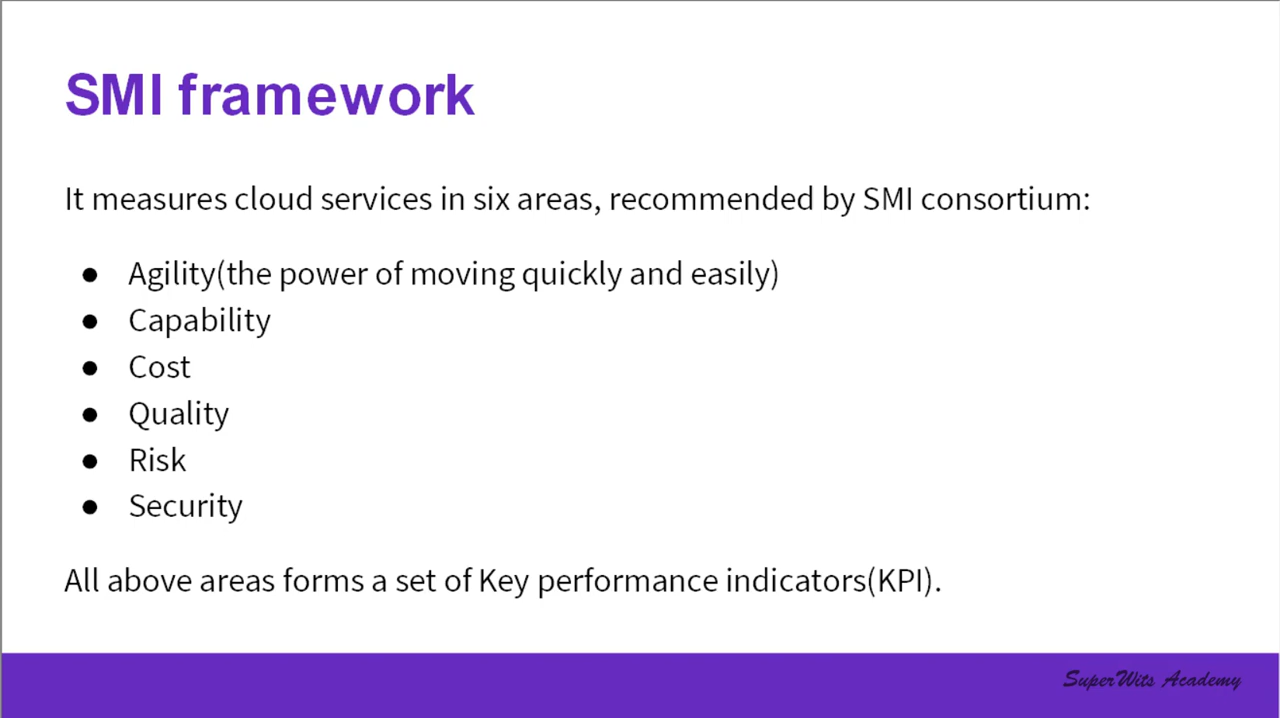 SMI framework
It measures cloud services in six areas, recommended by SMI consortium:
● Agility(the power of moving quickly and easily)
● Capability
● Cost
● Quality
● Risk
● Security
All above areas forms a set of Key performance indicators(KPI).
SuperWits Academy